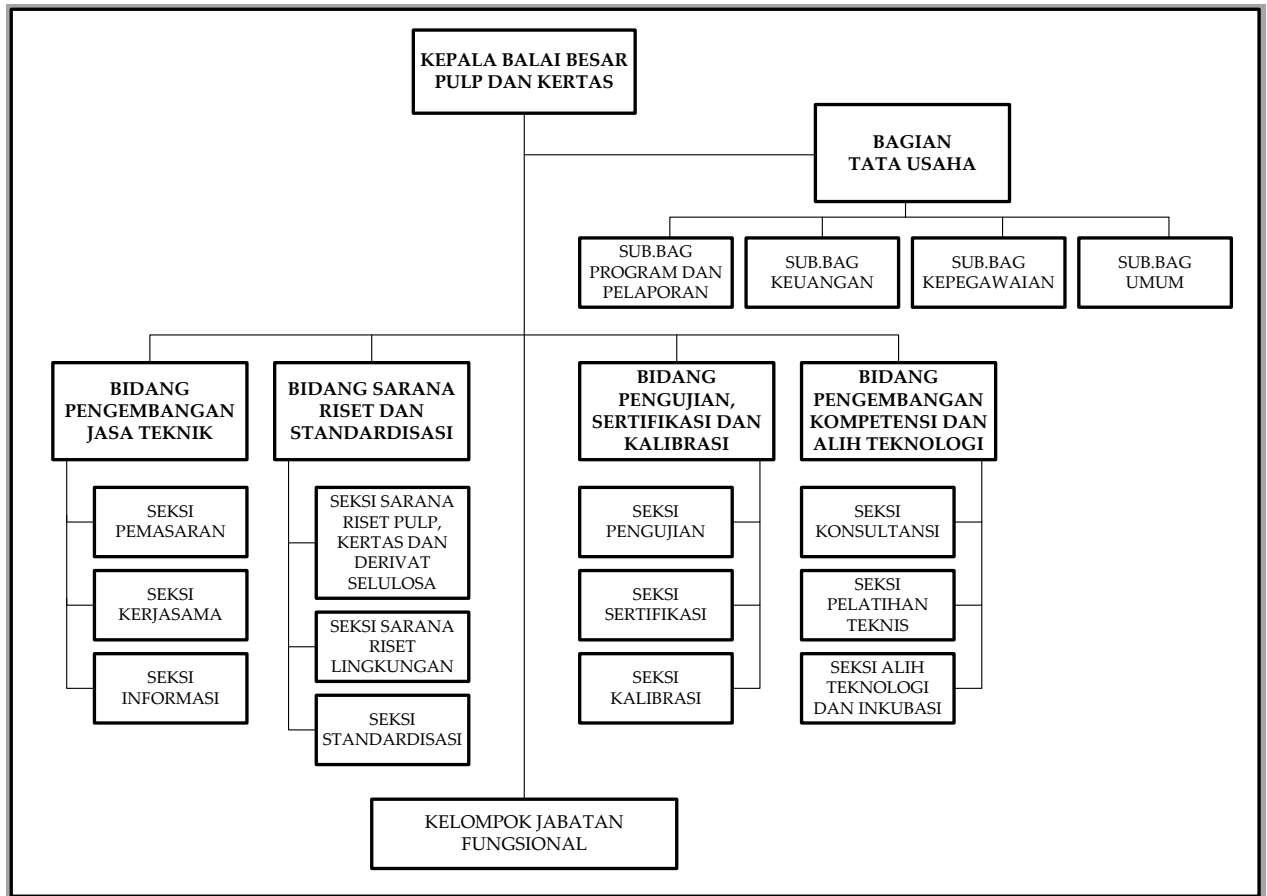 KEPALA BALAI BESAR
PULP DAN KERTAS
BAGIAN
TATA USAHA
SUB.BAG
PROGRAM DAN
PELAPORAN
SUB.BAG
KEUANGAN
SUB.BAG
KEPEGAWAIAN
SUB.BAG
UMUM
BIDANG
PENGEMBANGAN
JASA TEKNIK
SEKSI
PEMASARAN
SEKSI
KERJASAMA
SEKSI
INFORMASI
BIDANG SARANA
RISET DAN
STANDARDISASI
SEKSI SARANA
RISET PULP,
KERTAS DAN
DERIVAT
SELULOSA
SEKSI SARANA
RISET
LINGKUNGAN
SEKSI
STANDARDISASI
BIDANG
PENGUJIAN,
SERTIFIKASI DAN
KALIBRASI
SEKSI
PENGUJIAN
SEKSI
SERTIFIKASI
SEKSI
KALIBRASI
BIDANG
PENGEMBANGAN
KOMPETENSI DAN
ALIH TEKNOLOGI
SEKSI
KONSULTANSI
SEKSI
PELATIHAN
TEKNIS
SEKSI ALIH
TEKNOLOGI
DAN INKUBASI
KELOMPOK JABATAN
FUNGSIONAL